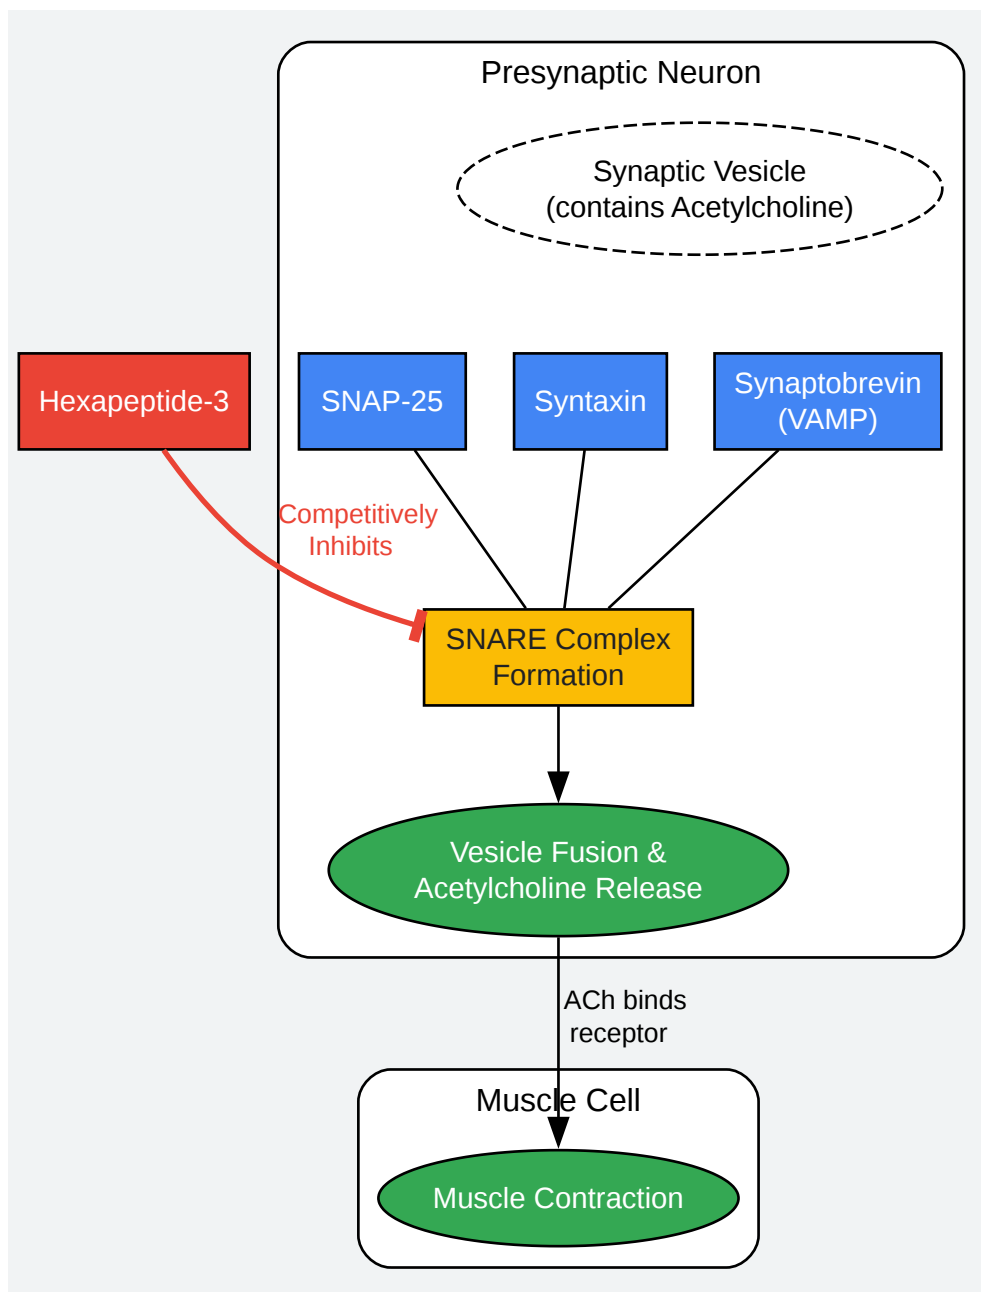 Presynaptic Neuron
Synaptic Vesicle
(contains Acetylcholine)
Hexapeptide-3
SNAP-25
Syntaxin
Synaptobrevin
(VAMP)
Competitively
Inhibits
SNARE Complex
Formation
Vesicle Fusion &
Acetylcholine Release
ACh binds
receptor
Muscle Cell
Muscle Contraction